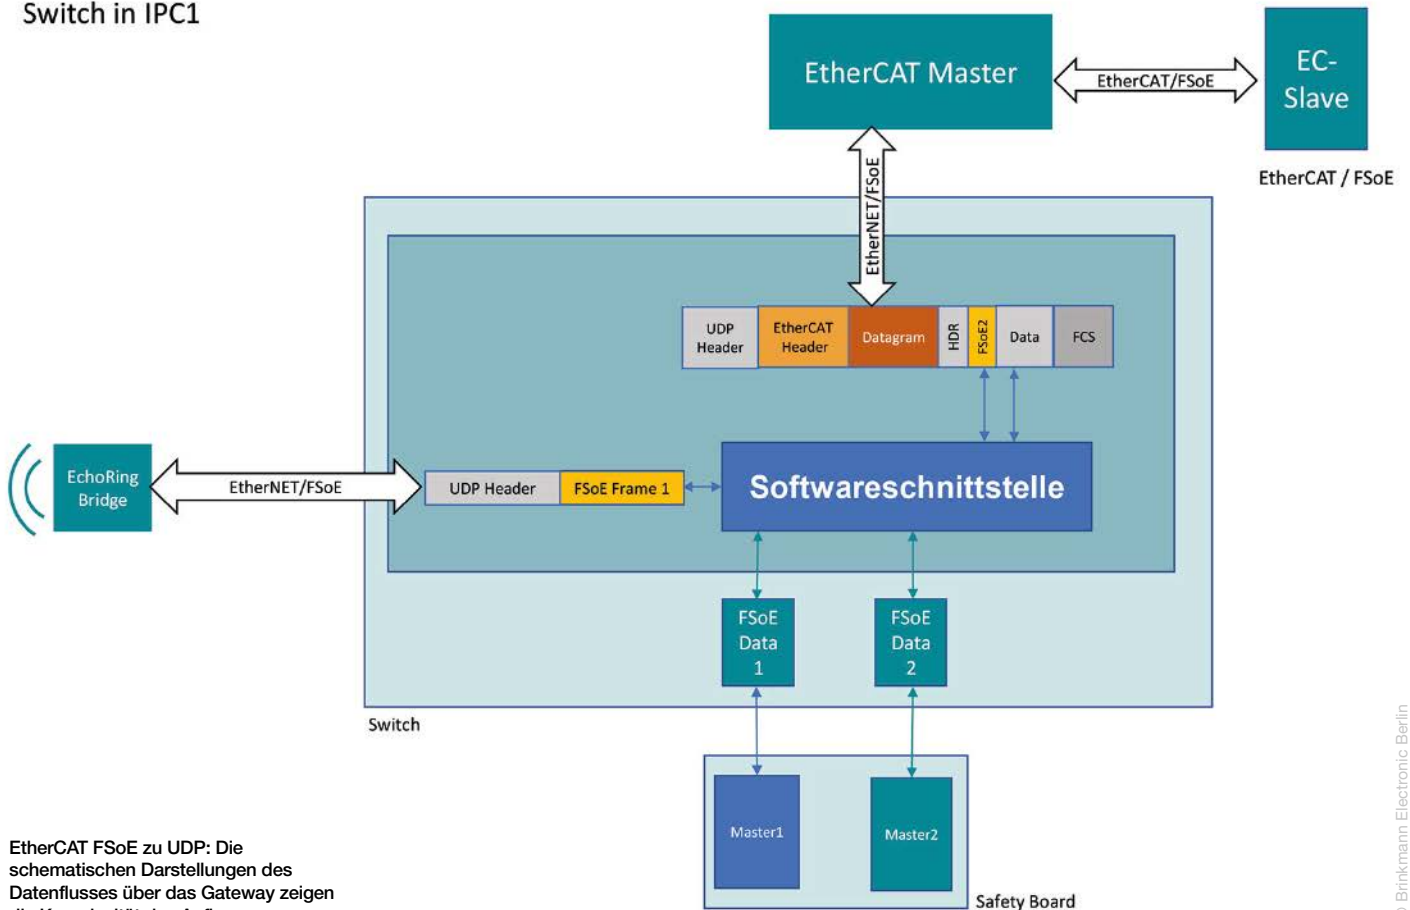 Switch in IPC1
EtherCAT Master
EtherCAT/FSoE
EC-
Slave
EtherCAT / FSoE
EtherNET/FSoE
UDP
Header
EtherCAT
Header
Datagram
HDR
FSoE2
Data
FCS
EchoRing
Bridge
EtherNET/FSoE
UDP Header
FSoE Frame 1
Softwareschnittstelle
FSoE
Data
1
FSoE
Data
2
Switch
Master1
Master2
Safety Board
EtherCAT FSoE zu UDP: Die
schematischen Darstellungen des
Datenflusses über das Gateway zeigen
Brinkmann Electronic Berlin